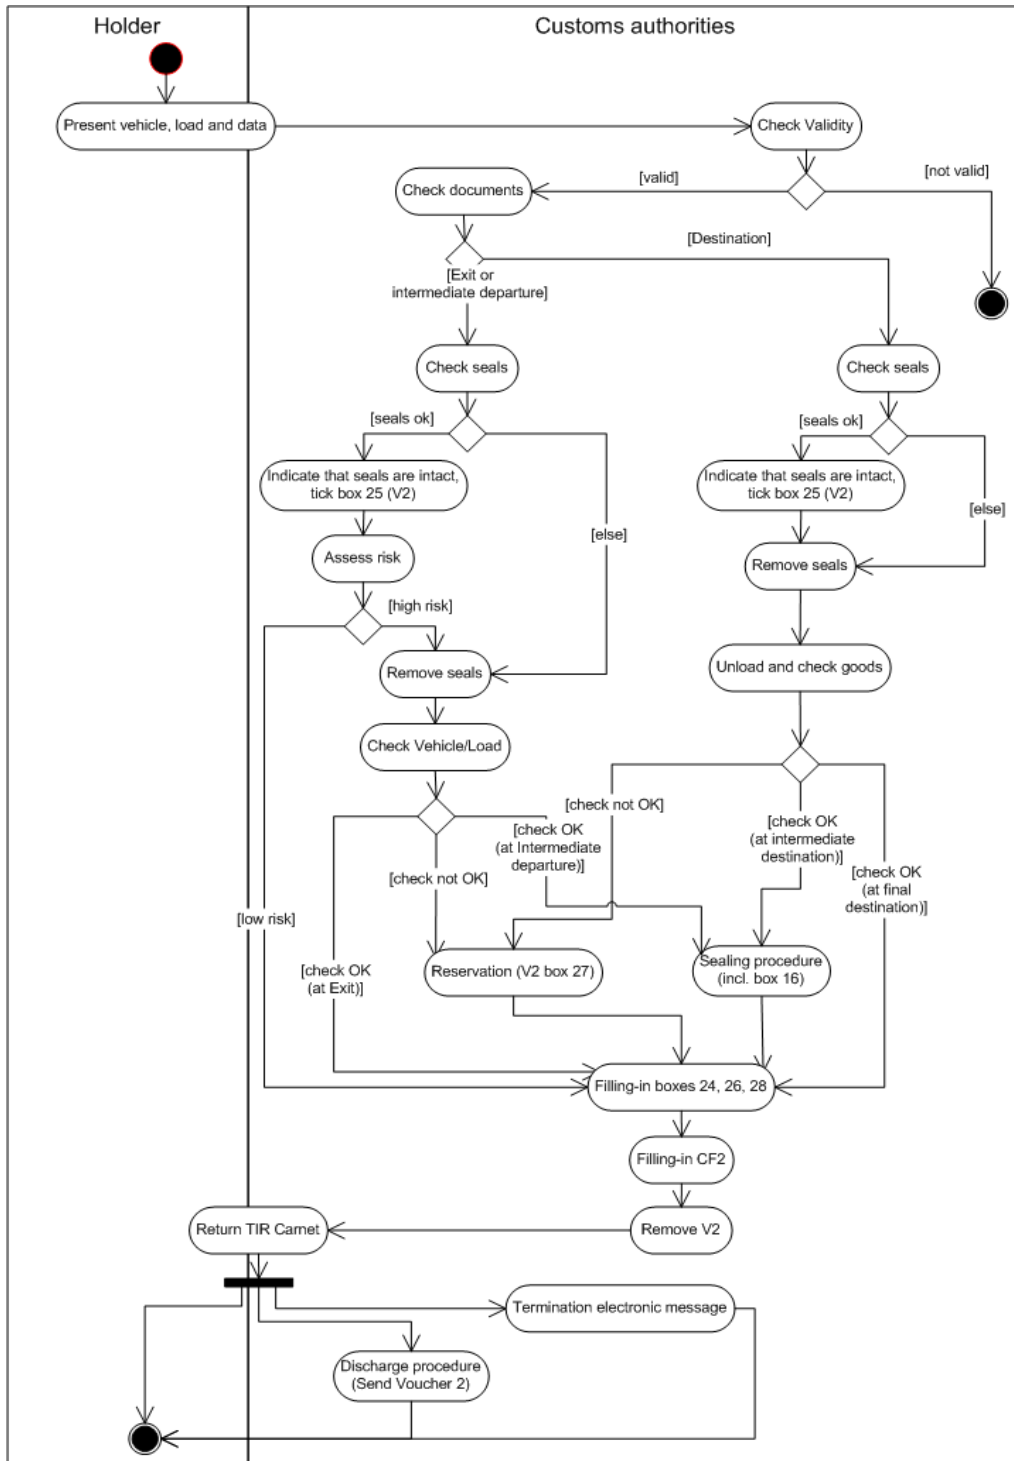 Holder
Customs authorities
Present vehicle, load and data
Check Validity
[valid]
[not valid]
Check documents
[Destination]
[Exit or
intermediate departure]
Check seals
Check seals
[seals ok]
[seals ok]
Indicate that seals are intact,
tick box 25 (V2)
Indicate that seals are intact,
tick box 25 (V2)
[else]
[else]
Assess risk
Remove seals
[high risk]
Remove seals
Unload and check goods
Check Vehicle/Load
[check not OK]
[check OK
(at Intermediate
departure)]
[check OK
(at intermediate
destination)]
[check not OK]
[check OK
(at final
destination)]
[low risk]
[check OK
(at Exit)]
Reservation (V2 box 27)
Sealing procedure
(incl. box 16)
Filling-in boxes 24, 26, 28
Filling-in CF2
Return TIR Carnet
Remove V2
Termination electronic message
Discharge procedure
(Send Voucher 2)